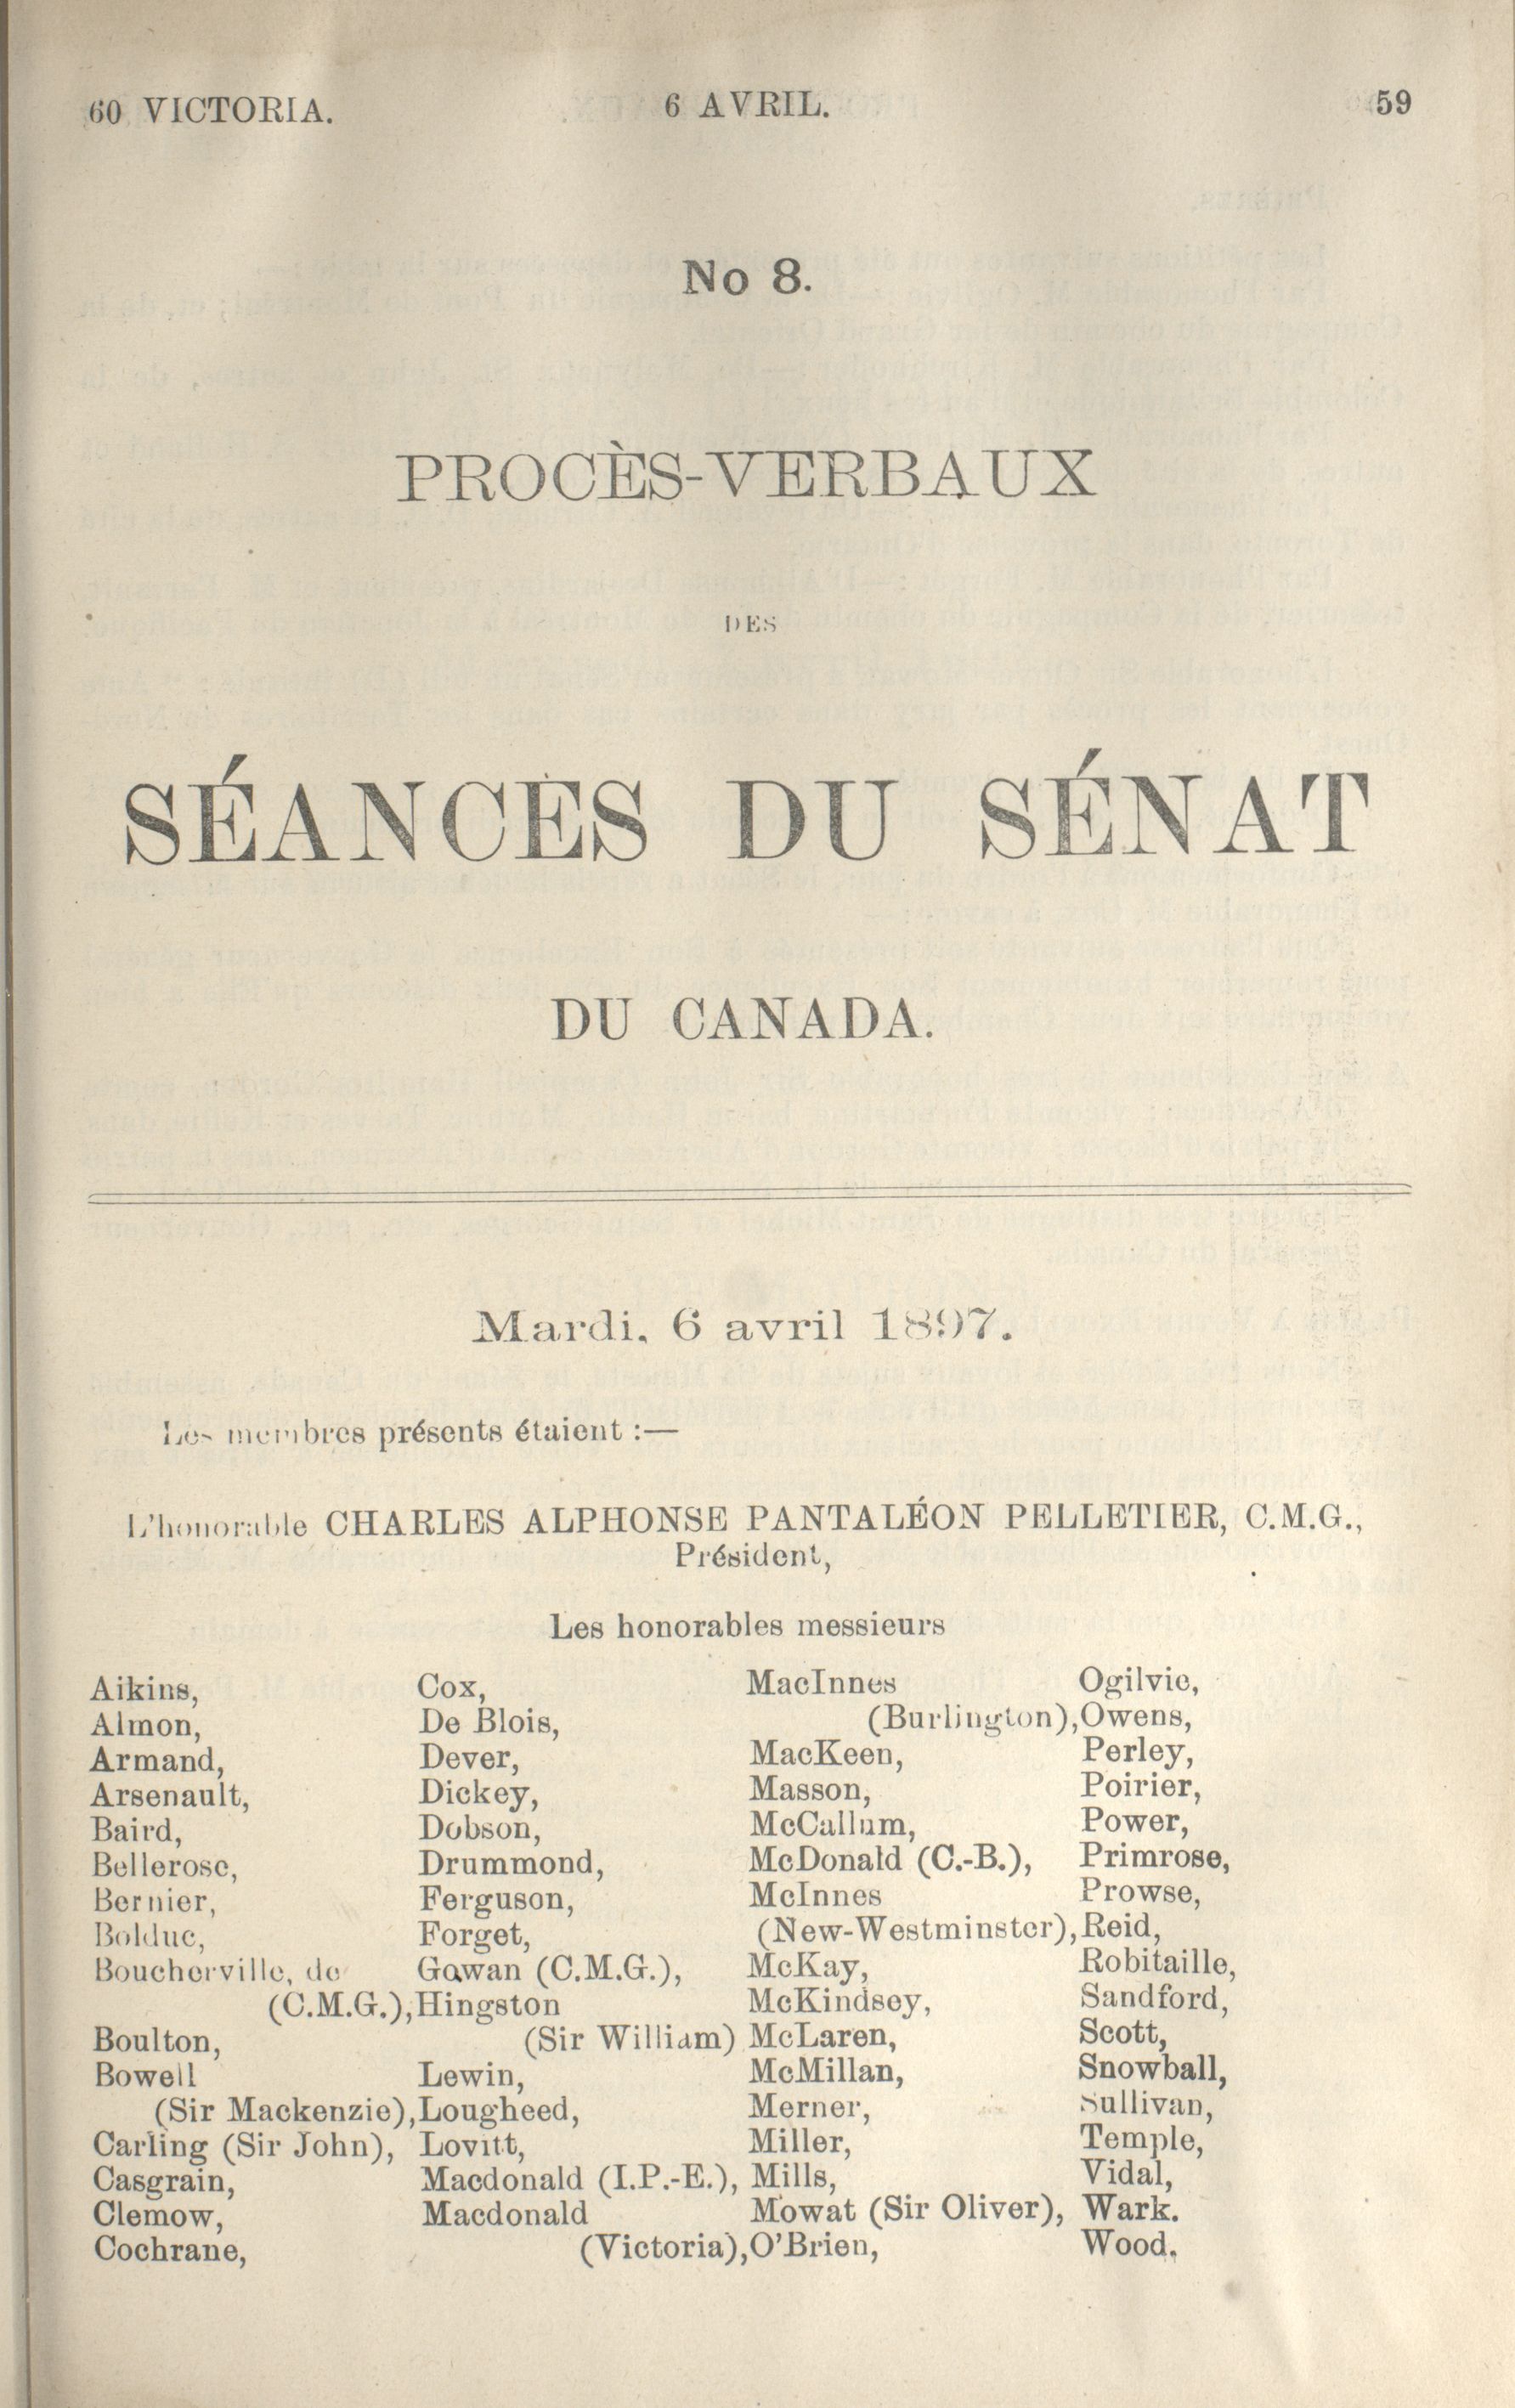 60 VICTORIA. 6 AVRIL. 59
No 8.
PROCÈS-VERBAUX
DES
SÉANCES DU SÉNAT
DU CANADA.
Mardi, 6 avril 1897.
Les membres présents étaient :—
L'honorable CHARLES ALPHONSE PANTALÉON PELLETIER, C.M.G.,
Président,
Les honorables messieurs
Aikins,
Almon,
Armand,
Arsenault,
Baird,
Bellerose,
Bernier,
Bolduc,
Boucherville, de
(C.M.G.),
Boulton,
Bowell
(Sir Mackenzie),
Carling (Sir John),
Casgrain,
Clemow,
Cochrane,
Cox,
De Blois,
Dever,
Dickey,
Dobson,
Drummond,
Ferguson,
Forget,
Gowan (C.M.G.),
Hingston
(Sir William)
Lewin,
Lougheed,
Lovitt,
Macdonald (I.P.-E.),
Macdonald
(Victoria),
MacInnes
(Burlington),
MacKeen,
Masson,
McCallum,
McDonald (C.-B.),
McInnes
(New-Westminster),
McKay,
McKindsey,
McLaren,
McMillan,
Merner,
Miller,
Mills,
Mowat (Sir Oliver),
O'Brien,
Ogilvie,
Owens,
Perley,
Poirier,
Power,
Primrose,
Prowse,
Reid,
Robitaille,
Sandford,
Scott,
Snowball,
Sullivan,
Temple,
Vidal,
Wark.
Wood.